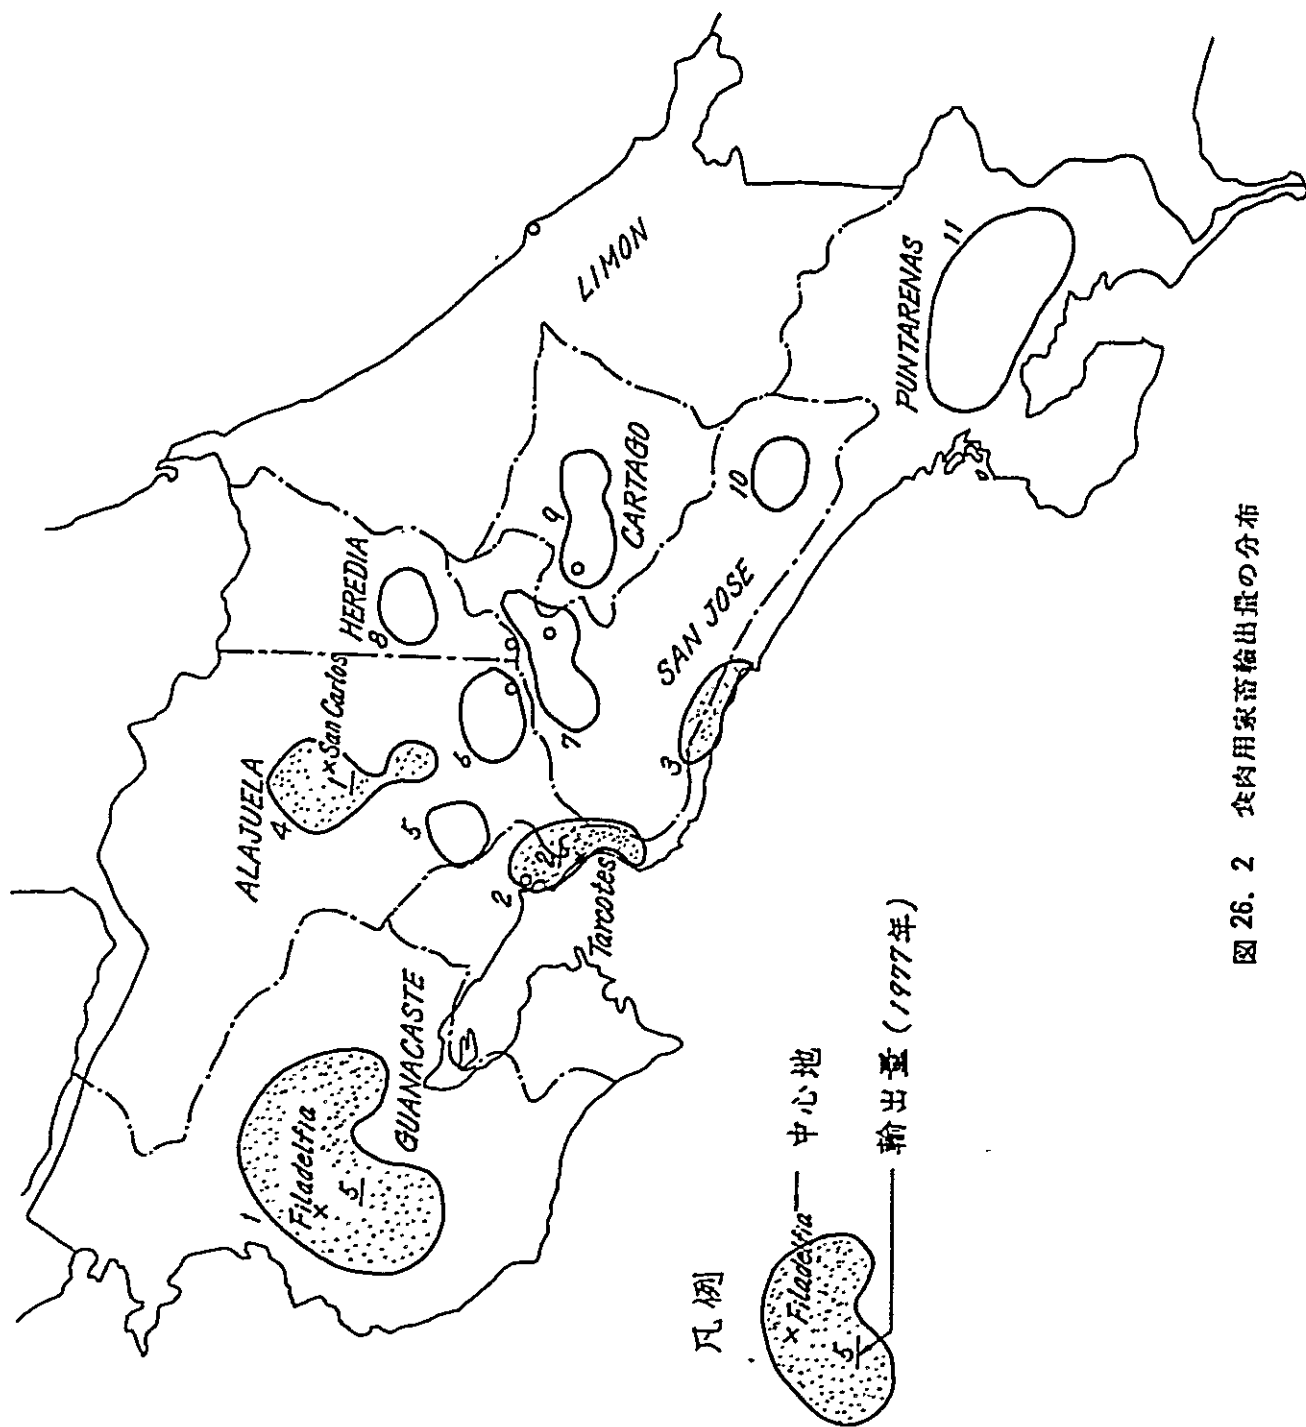 ALAJUELA
HEREDIA
LIMON
GUANACASTE
CARTAGO
SAN JOSE
PUNTARENAS
1
Filadelfia
×
5
2
Tarcotes
3
4
1 × San Carlos
5
6
7
8
9
10
11
凡例
× Filadelfia — 中心地
5
輸出量 (1977年)
図 26. 2 食肉用家畜輸出量の分布